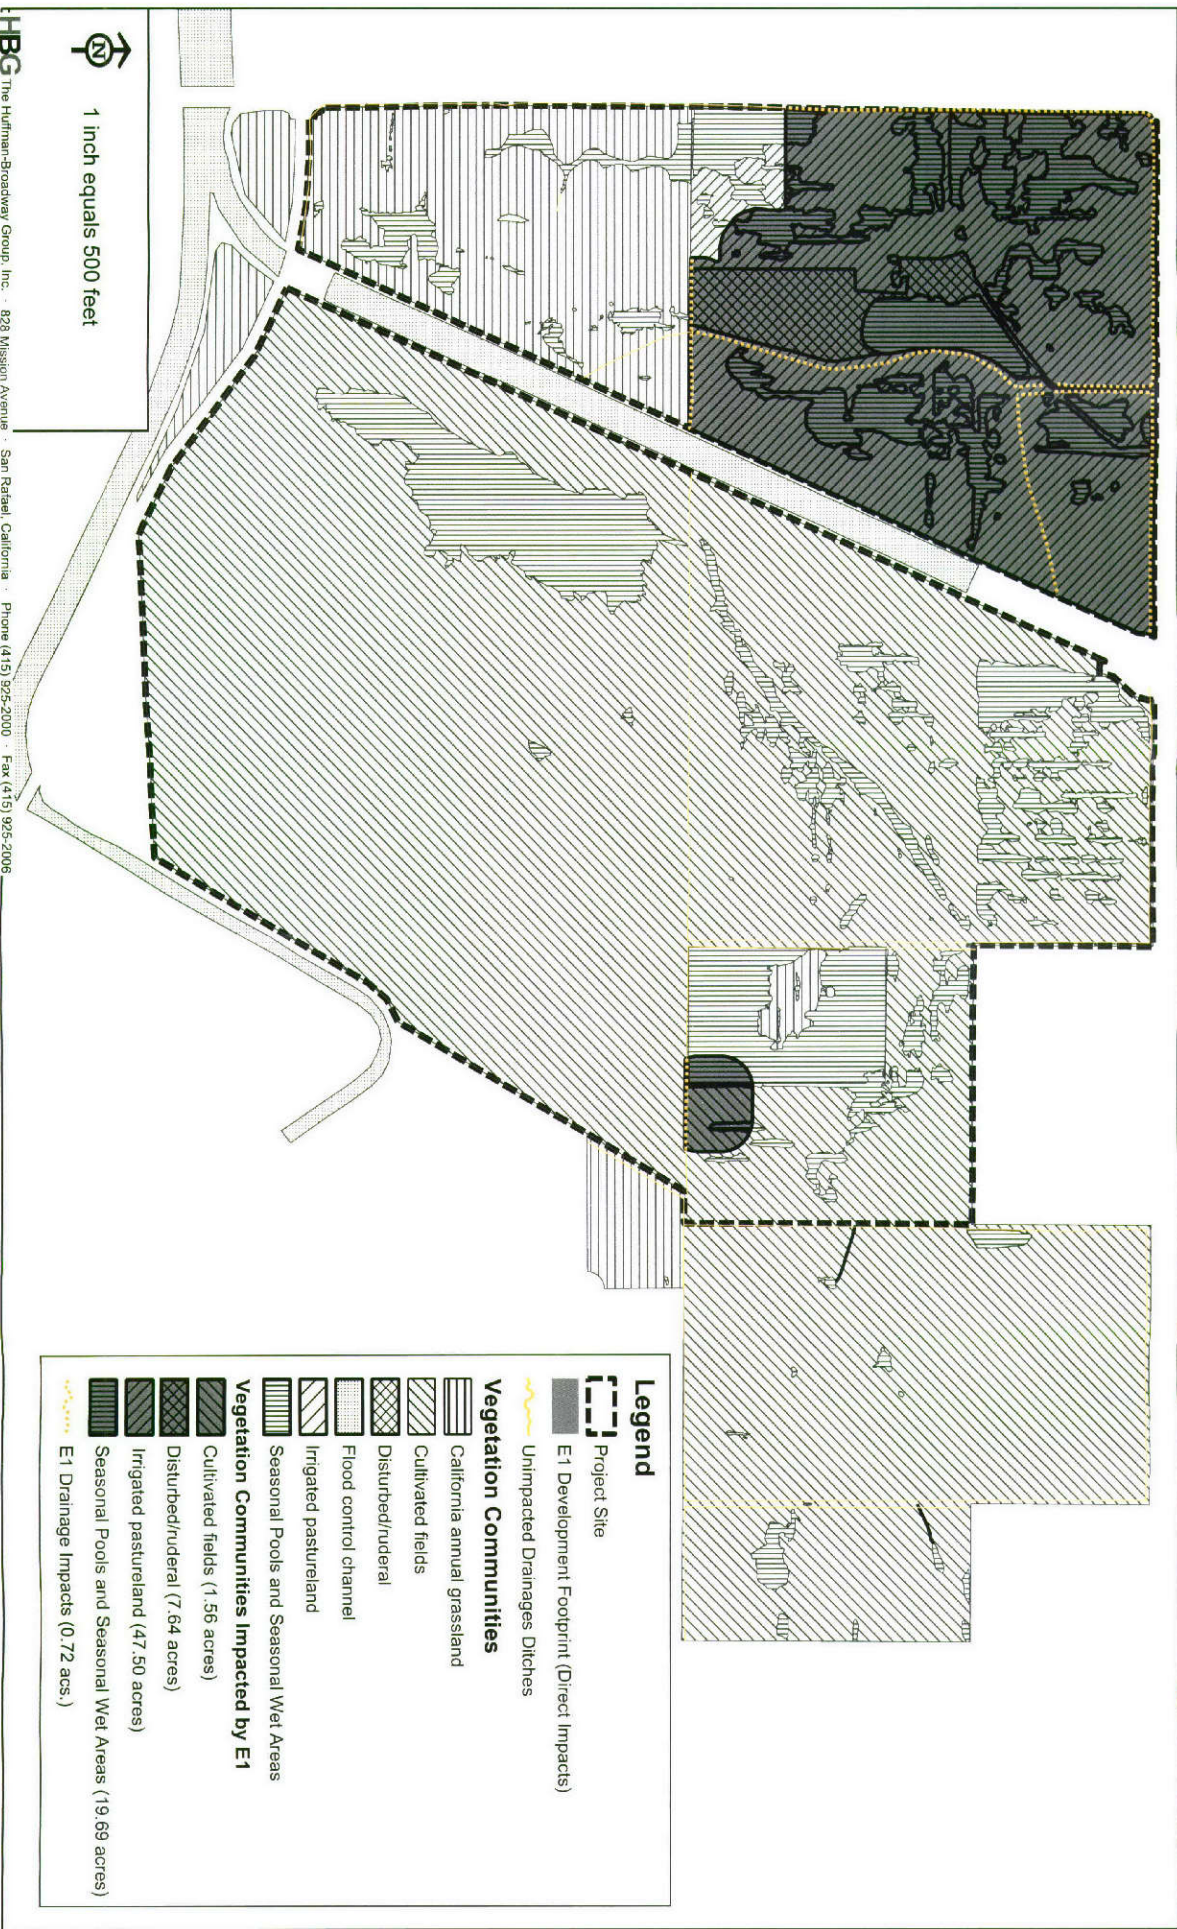 Legend
Project Site
E1 Development Footprint (Direct Impacts)
Unimpacted Drainages Ditches
Vegetation Communities
California annual grassland
Cultivated fields
Disturbed/ruderal
Flood control channel
Irrigated pastureland
Seasonal Pools and Seasonal Wet Areas
Vegetation Communities Impacted by E1
Cultivated fields (1.56 acres)
Disturbed/ruderal (7.64 acres)
Irrigated pastureland (47.50 acres)
Seasonal Pools and Seasonal Wet Areas (19.69 acres)
E1 Drainage Impacts (0.72 acs.)
N
1 inch equals 500 feet
HBG The Huffman-Broadway Group, Inc. · 828 Mission Avenue · San Rafael, California · Phone (415) 925-2000 · Fax (415) 925-2006